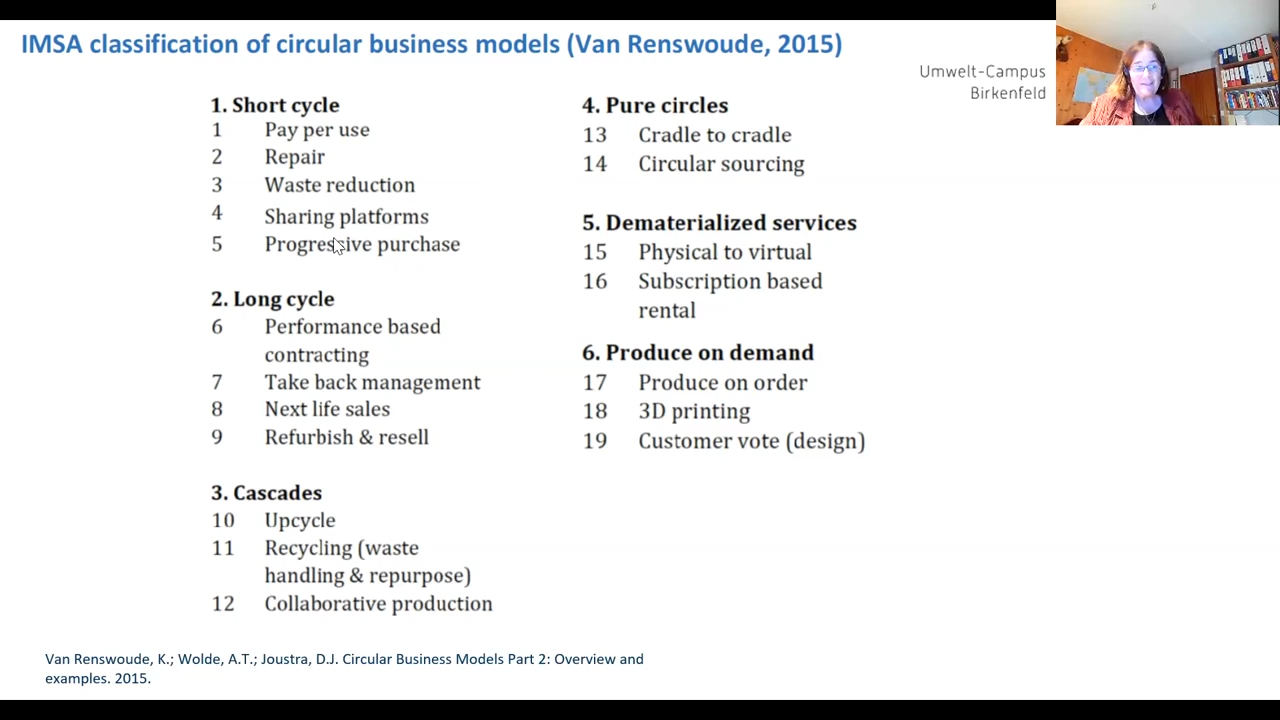 IMSA classification of circular business models (Van Renswoude, 2015)
Umwelt-Campus
Birkenfeld
1. Short cycle
1 Pay per use
2 Repair
3 Waste reduction
4 Sharing platforms
5 Progressive purchase
2. Long cycle
6 Performance based
contracting
7 Take back management
8 Next life sales
9 Refurbish & resell
3. Cascades
10 Upcycle
11 Recycling (waste
handling & repurpose)
12 Collaborative production
4. Pure circles
13 Cradle to cradle
14 Circular sourcing
5. Dematerialized services
15 Physical to virtual
16 Subscription based
rental
6. Produce on demand
17 Produce on order
18 3D printing
19 Customer vote (design)
Van Renswoude, K.; Wolde, A.T.; Joustra, D.J. Circular Business Models Part 2: Overview and
examples. 2015.